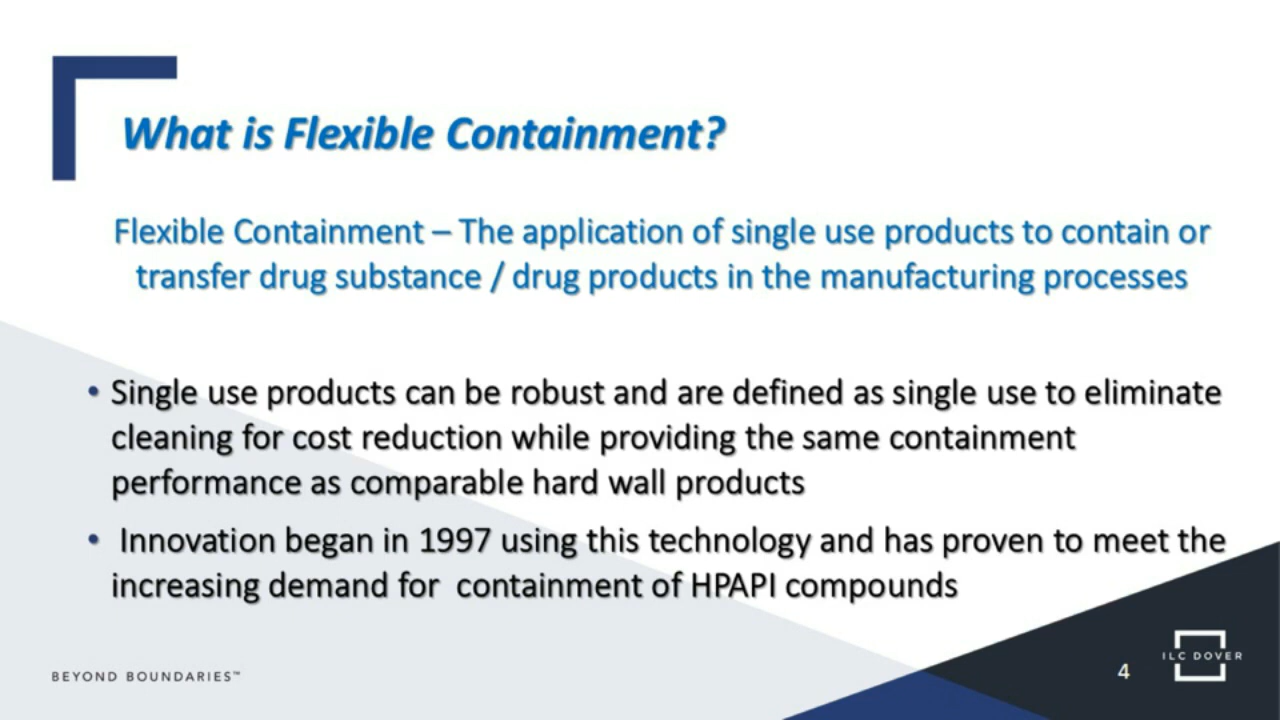 What is Flexible Containment?
Flexible Containment – The application of single use products to contain or
transfer drug substance / drug products in the manufacturing processes
• Single use products can be robust and are defined as single use to eliminate
cleaning for cost reduction while providing the same containment
performance as comparable hard wall products
• Innovation began in 1997 using this technology and has proven to meet the
increasing demand for containment of HPAPI compounds
BEYOND BOUNDARIES™
4
ILC DOVER